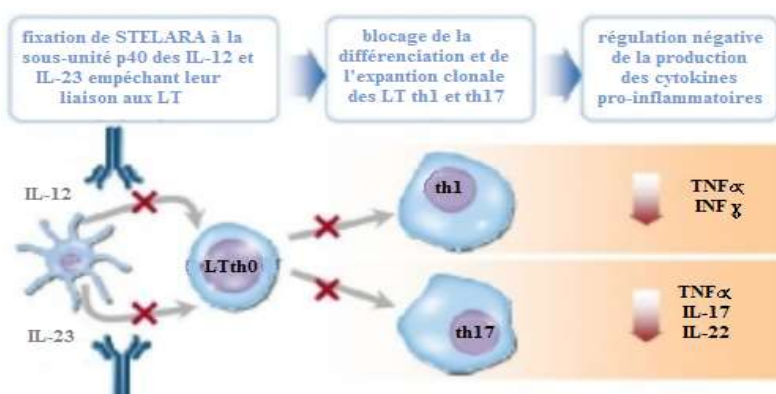 fixation de STELARA à la
sous-unité p40 des IL-12 et
IL-23 empéchant leur
liaison aux LT
blocage de la
différenciation et de
l'expantion clonale
des LT th1 et th17
régulation négative
de la production
des cytokines
pro-inflammatoires
IL-12
th1
TNFα
INF ɣ
LTth0
TNFα
IL-17
IL-22
th17
IL-23